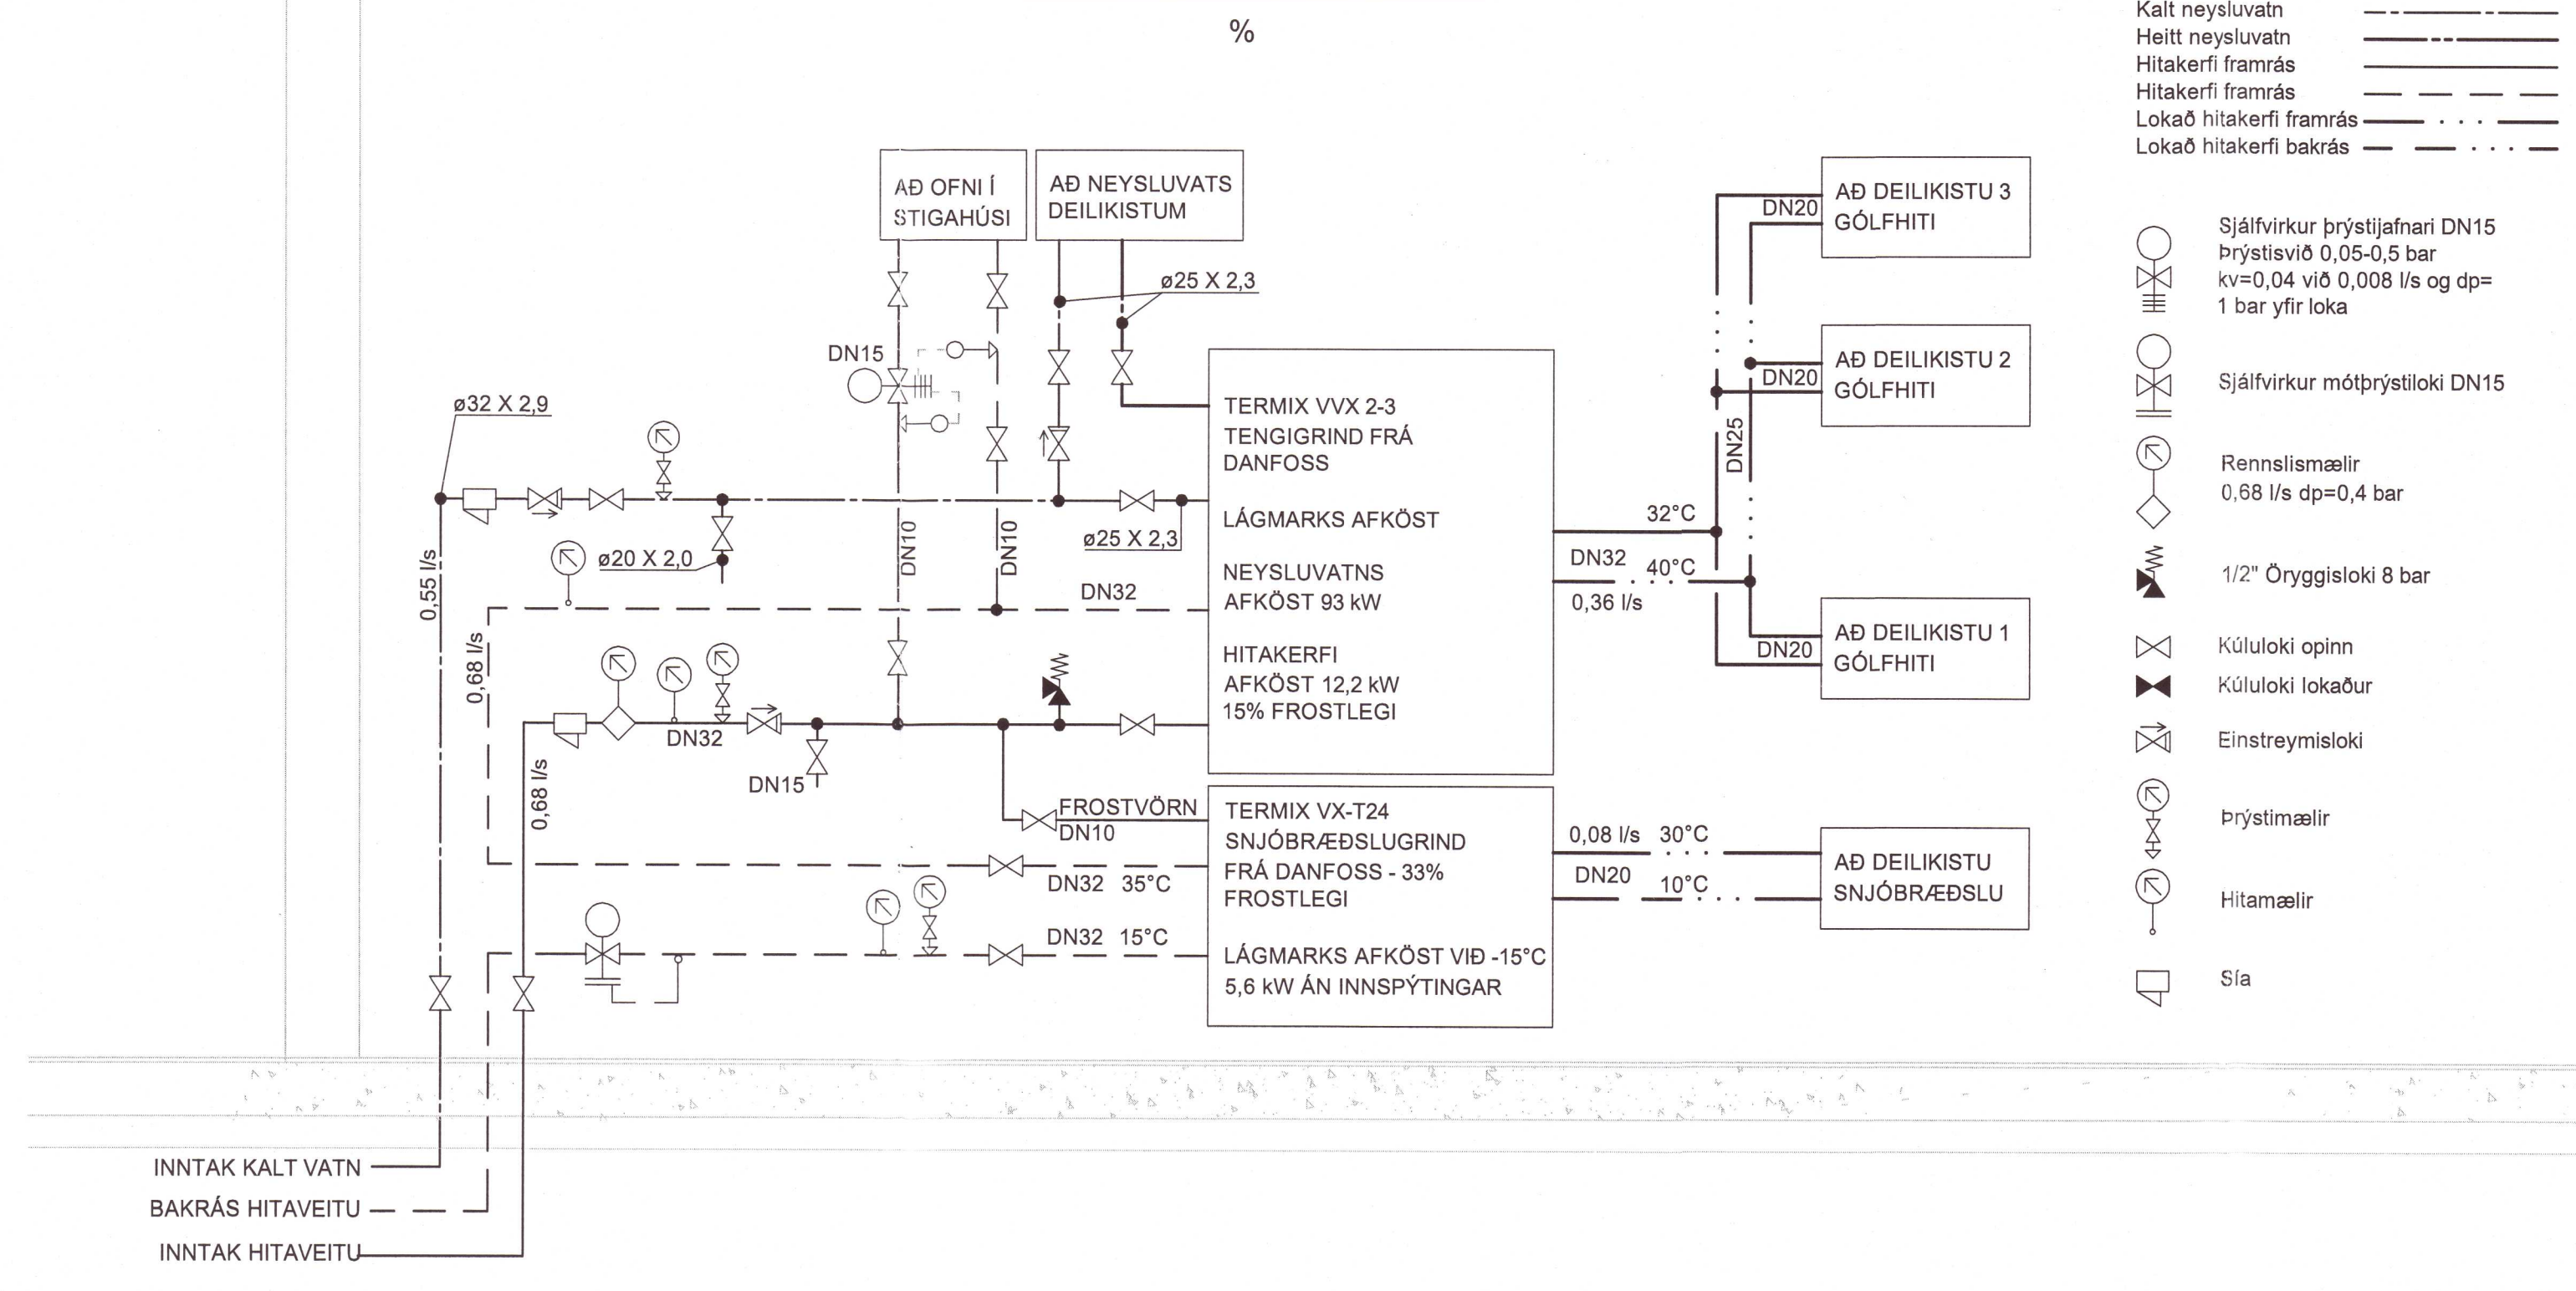 %
Kalt neysluvatn
Heitt neysluvatn
Hitakerfi framrás
Hitakerfi framrás
Lokað hitakerfi framrás
Lokað hitakerfi bakrás
AÐ OFNI Í
STIGAHÚSI
AÐ NEYSLUVATS
DEILIKISTUM
ø25 X 2,3
DN15
ø32 X 2,9
ø20 X 2,0
ø25 X 2,3
DN10
DN10
0,55 l/s
0,68 l/s
0,68 l/s
DN32
DN32
DN15
FROSTVÖRN
DN10
DN32 35°C
DN32 15°C
TERMIX VVX 2-3
TENGIGRIND FRÁ
DANFOSS
LÁGMARKS AFKÖST
NEYSLUVATNS
AFKÖST 93 kW
HITAKERFI
AFKÖST 12,2 kW
15% FROSTLEGI
TERMIX VX-T24
SNJÓBRÆÐSLUGRIND
FRÁ DANFOSS - 33%
FROSTLEGI
LÁGMARKS AFKÖST VIÐ -15°C
5,6 kW ÁN INNSPÝTINGAR
32°C
DN32
40°C
0,36 l/s
DN25
DN20
AÐ DEILIKISTU 3
GÓLFHITI
DN20
AÐ DEILIKISTU 2
GÓLFHITI
DN20
AÐ DEILIKISTU 1
GÓLFHITI
0,08 l/s 30°C
DN20
10°C
AÐ DEILIKISTU
SNJÓBRÆÐSLU
Sjálfvirkur þrýstijafnari DN15
Þrýstisvið 0,05-0,5 bar
kv=0,04 við 0,008 l/s og dp=
1 bar yfir loka
Sjálfvirkur mótþrýstiloki DN15
Rennslismælir
0,68 l/s dp=0,4 bar
1/2" Öryggisloki 8 bar
Kúluloki opinn
Kúluloki lokaður
Einstreymisloki
Þrýstimælir
Hitamælir
Sía
INNTAK KALT VATN
BAKRÁS HITAVEITU
INNTAK HITAVEITU